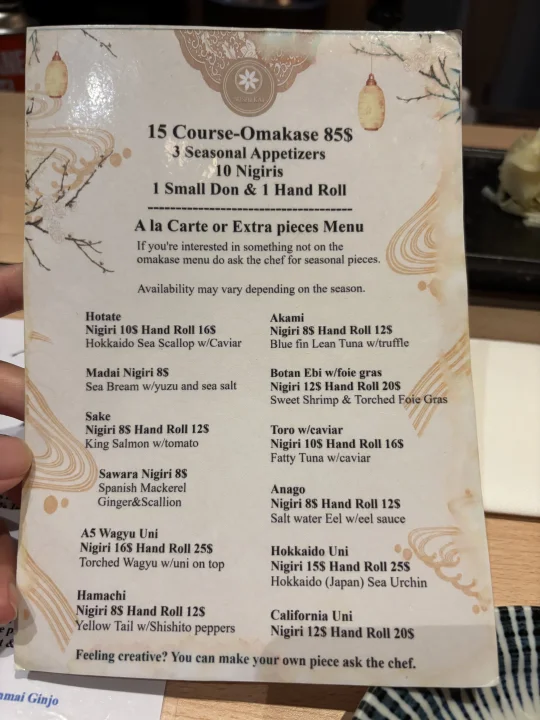 15 Course-Omakase 85$
3 Seasonal Appetizers
10 Nigiris
1 Small Don & 1 Hand Roll
A la Carte or Extra pieces Menu
If you're interested in something not on the
omakase menu do ask the chef for seasonal pieces.
Availability may vary depending on the season.
Hotate
Nigiri 10$ Hand Roll 16$
Hokkaido Sea Scallop w/Caviar
Madai Nigiri 8$
Sea Bream w/yuzu and sea salt
Sake
Nigiri 8$ Hand Roll 12$
King Salmon w/tomato
Sawara Nigiri 8$
Spanish Mackerel
Ginger&Scallion
A5 Wagyu Uni
Nigiri 16$ Hand Roll 25$
Torched Wagyu w/uni on top
Hamachi
Nigiri 8$ Hand Roll 12$
Yellow Tail w/Shishito peppers
Akami
Nigiri 8$ Hand Roll 12$
Blue fin Lean Tuna w/truffle
Botan Ebi w/foie gras
Nigiri 12$ Hand Roll 20$
Sweet Shrimp & Torched Foie Gras
Toro w/caviar
Nigiri 10$ Hand Roll 16$
Fatty Tuna w/caviar
Anago
Nigiri 8$ Hand Roll 12$
Salt water Eel w/eel sauce
Hokkaido Uni
Nigiri 15$ Hand Roll 25$
Hokkaido (Japan) Sea Urchin
California Uni
Nigiri 12$ Hand Roll 20$
Feeling creative? You can make your own piece ask the chef.
Ginjo